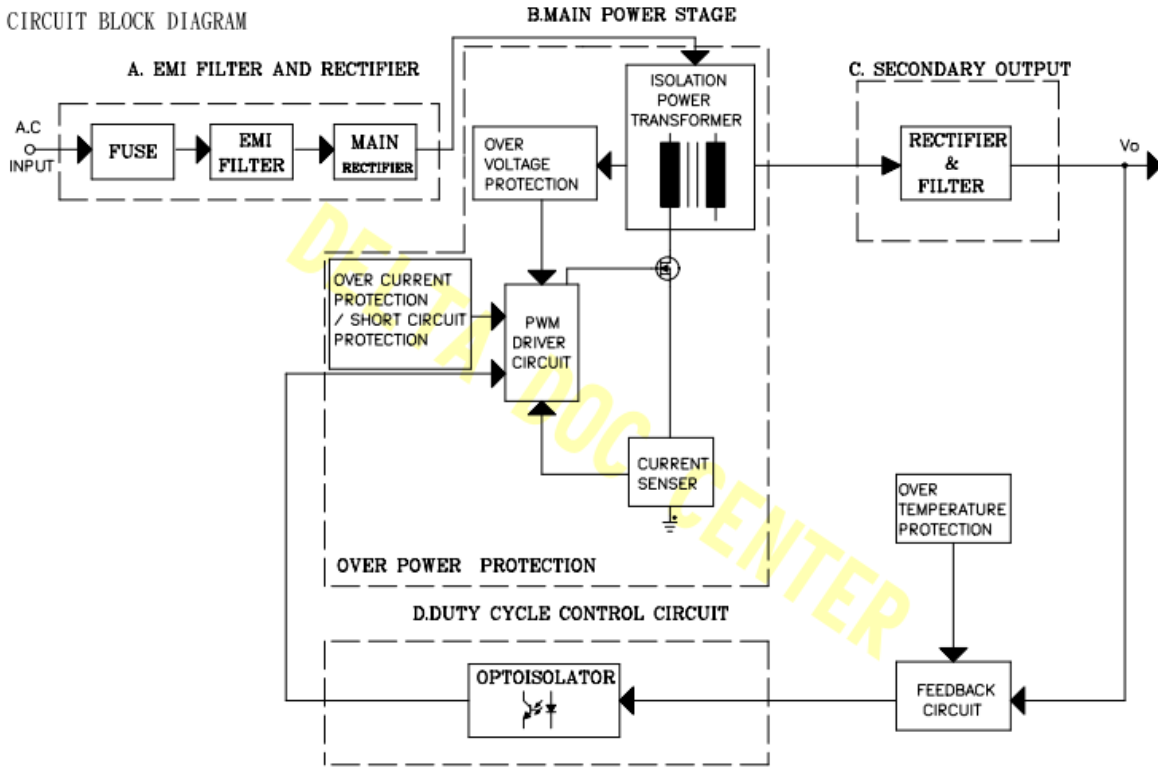 CIRCUIT BLOCK DIAGRAM
B.MAIN POWER STAGE
A. EMI FILTER AND RECTIFIER
C. SECONDARY OUTPUT
A.C
INPUT
FUSE
EMI
FILTER
MAIN
RECTIFIER
ISOLATION
POWER
TRANSFORMER
OVER
VOLTAGE
PROTECTION
RECTIFIER
&
FILTER
Vo
OVER CURRENT
PROTECTION
/ SHORT CIRCUIT
PROTECTION
PWM
DRIVER
CIRCUIT
CURRENT
SENSER
OVER
TEMPERATURE
PROTECTION
OVER POWER PROTECTION
D.DUTY CYCLE CONTROL CIRCUIT
OPTOISOLATOR
FEEDBACK
CIRCUIT
DELTA DOC CENTER